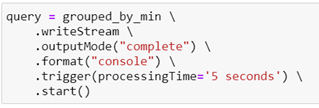 query = grouped_by_min \
.writeStream \
.outputMode("complete") \
.format("console") \
.trigger(processingTime='5 seconds') \
.start()